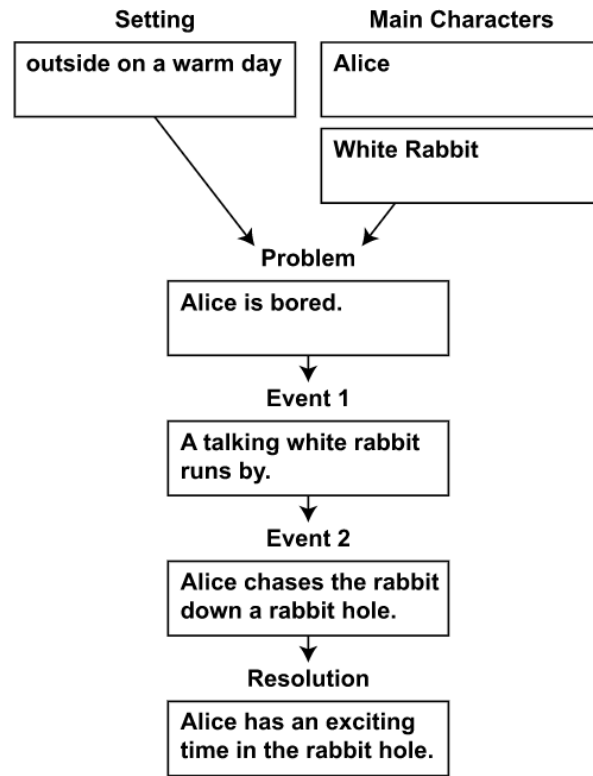 Setting
Main Characters
outside on a warm day
Alice
White Rabbit
Problem
Alice is bored.
Event 1
A talking white rabbit
runs by.
Event 2
Alice chases the rabbit
down a rabbit hole.
Resolution
Alice has an exciting
time in the rabbit hole.